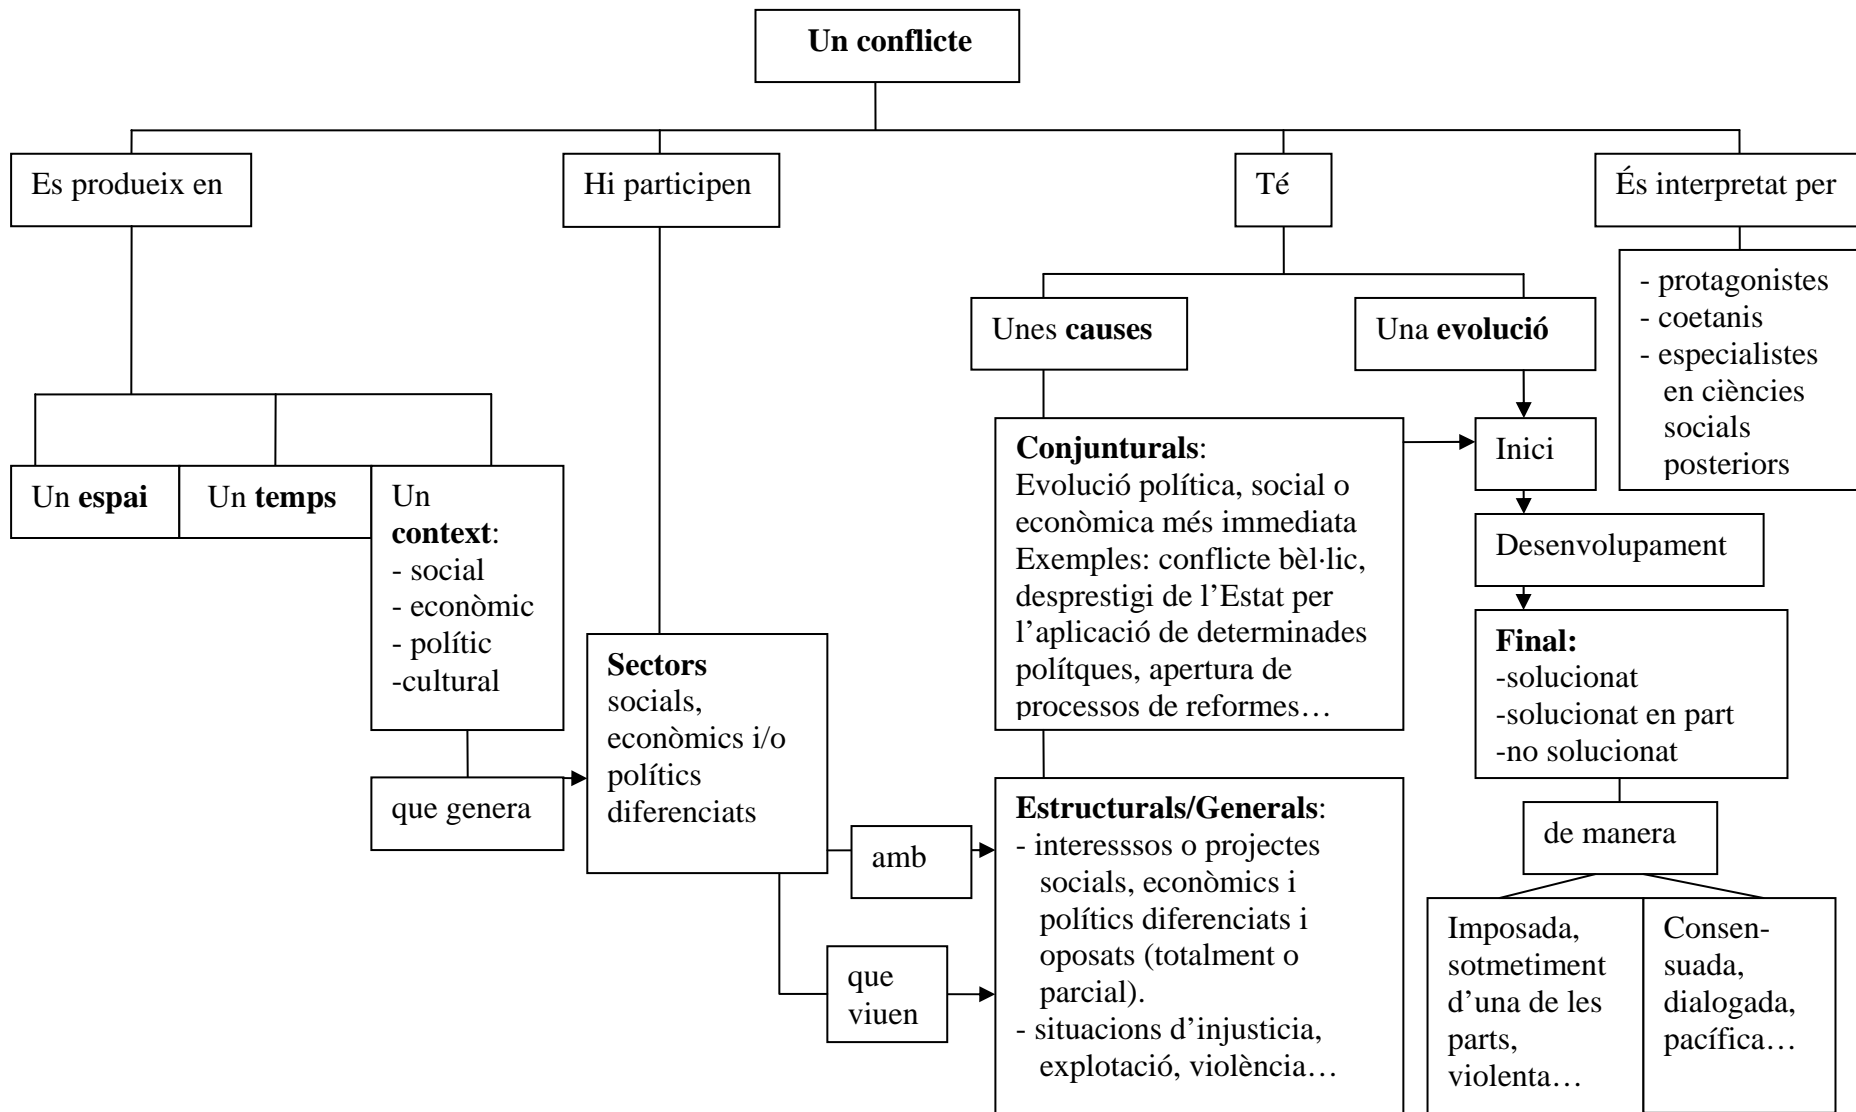 Un conflicte
Es produeix en
Hi participen
Té
És interpretat per
- protagonistes
- coetanis
- especialistes
en ciències
socials
posteriors
Unes causes
Una evolució
Un espai
Un temps
Un
context:
- social
- econòmic
- polític
-cultural
que genera
Sectors
socials,
econòmics i/o
polítics
diferenciats
amb
que
viuen
Conjunturals:
Evolució política, social o
econòmica més immediata
Exemples: conflicte bèl·lic,
desprestigi de l’Estat per
l’aplicació de determinades
polítques, apertura de
processos de reformes…
Estructurals/Generals:
- interesssos o projectes
socials, econòmics i
polítics diferenciats i
oposats (totalment o
parcial).
- situacions d’injusticia,
explotació, violència…
Inici
Desenvolupament
Final:
-solucionat
-solucionat en part
-no solucionat
de manera
Imposada,
sotmetiment
d’una de les
parts,
violenta…
Consen-
suada,
dialogada,
pacífica…